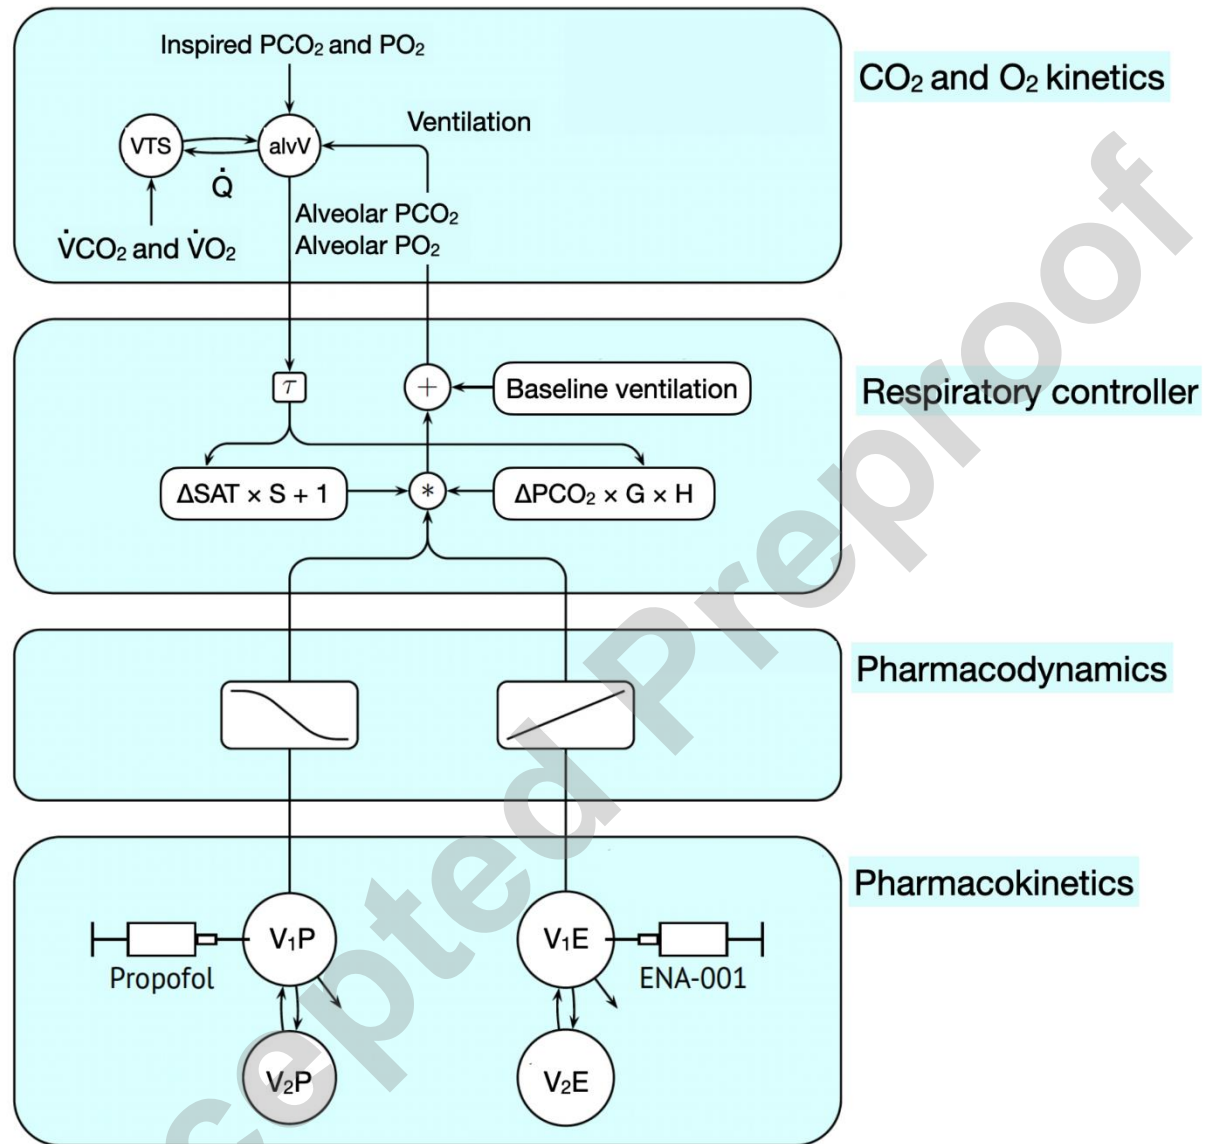 Inspired PCO₂ and PO₂
CO₂ and O₂ kinetics
Ventilation
VTS
alvV
Q̇
Alveolar PCO₂
Alveolar PO₂
V̇CO₂ and V̇O₂
τ
+
Baseline ventilation
Respiratory controller
ΔSAT × S + 1
*
ΔPCO₂ × G × H
Pharmacodynamics
Pharmacokinetics
V₁P
V₁E
Propofol
ENA-001
V₂P
V₂E
cepted Preproof